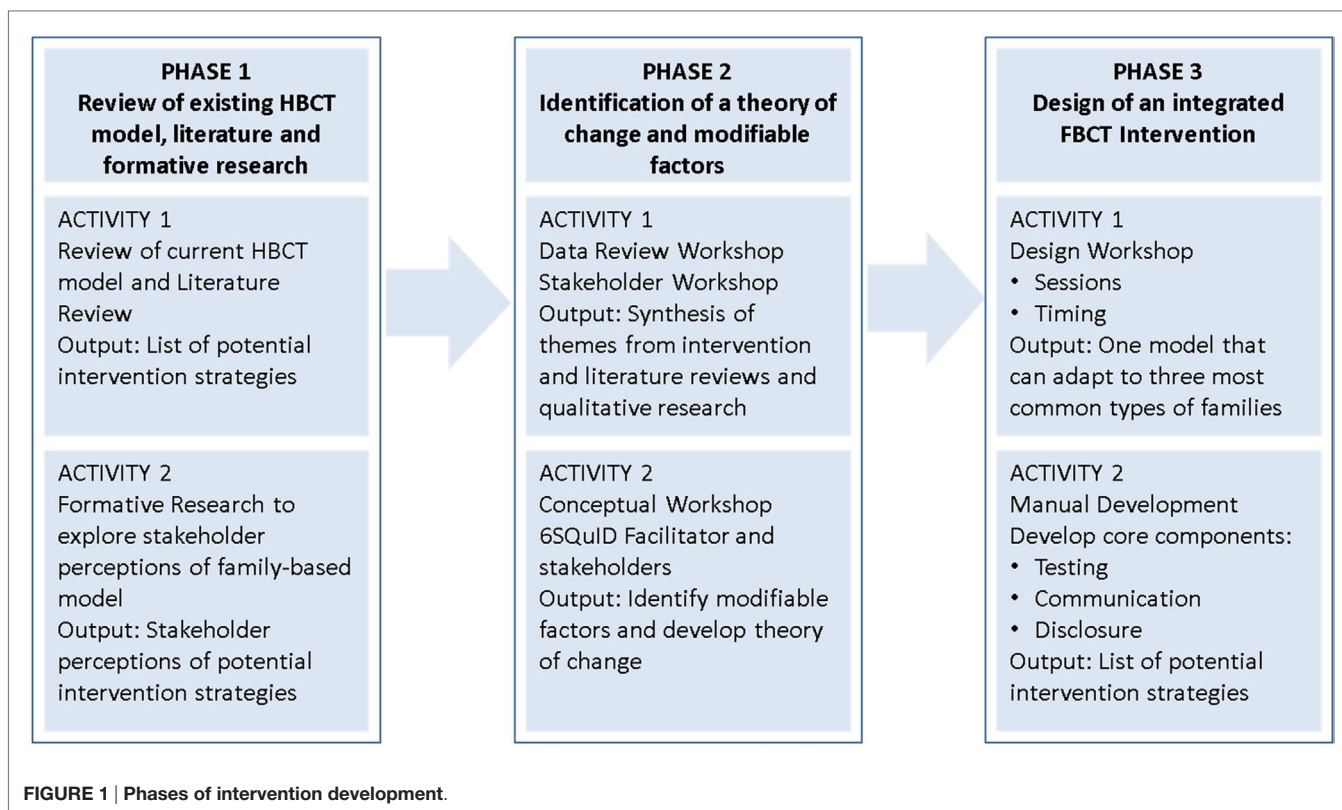 PHASE 1
Review of existing HBCT
model, literature and
formative research
ACTIVITY 1
Review of current HBCT
model and Literature
Review
Output: List of potential
intervention strategies
ACTIVITY 2
Formative Research to
explore stakeholder
perceptions of family-based
model
Output: Stakeholder
perceptions of potential
intervention strategies
PHASE 2
Identification of a theory of
change and modifiable
factors
ACTIVITY 1
Data Review Workshop
Stakeholder Workshop
Output: Synthesis of
themes from intervention
and literature reviews and
qualitative research
ACTIVITY 2
Conceptual Workshop
6SQuID Facilitator and
stakeholders
Output: Identify modifiable
factors and develop theory
of change
PHASE 3
Design of an integrated
FBCT Intervention
ACTIVITY 1
Design Workshop
• Sessions
• Timing
Output: One model that
can adapt to three most
common types of families
ACTIVITY 2
Manual Development
Develop core components:
• Testing
• Communication
• Disclosure
Output: List of potential
intervention strategies
FIGURE 1 | Phases of intervention development.